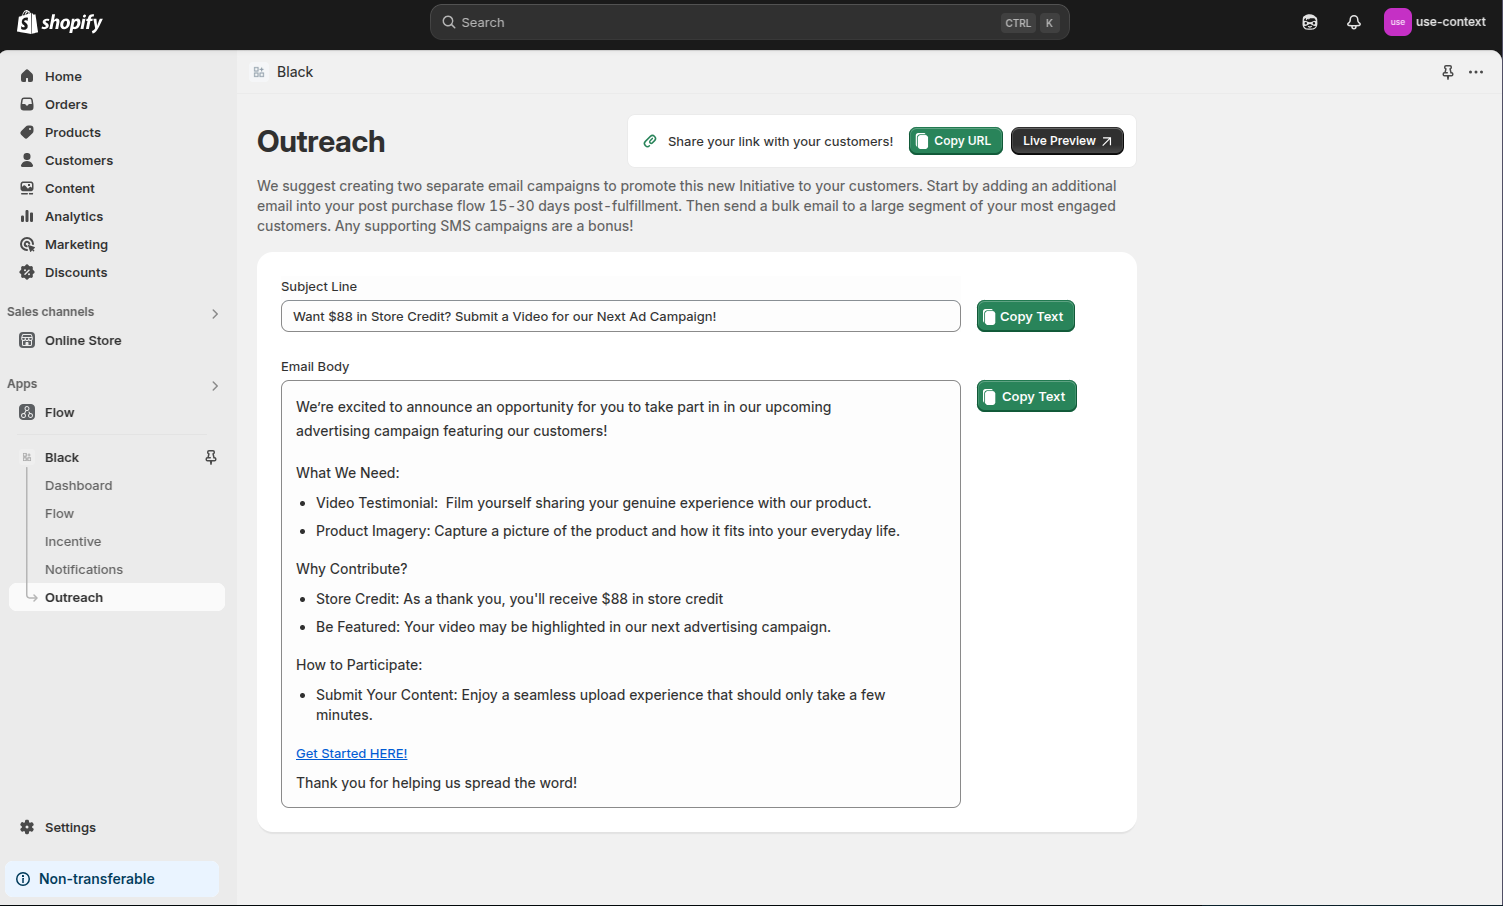 shopify
Search
CTRL K
use
use-context
Home
Orders
Products
Customers
Content
Analytics
Marketing
Discounts
Sales channels
Online Store
Apps
Flow
Black
Dashboard
Flow
Incentive
Notifications
Outreach
Settings
Non-transferable
Black
Outreach
Share your link with your customers!
Copy URL
Live Preview
We suggest creating two separate email campaigns to promote this new Initiative to your customers. Start by adding an additional
email into your post purchase flow 15-30 days post-fulfillment. Then send a bulk email to a large segment of your most engaged
customers. Any supporting SMS campaigns are a bonus!
Subject Line
Want $88 in Store Credit? Submit a Video for our Next Ad Campaign!
Copy Text
Email Body
Copy Text
We’re excited to announce an opportunity for you to take part in in our upcoming
advertising campaign featuring our customers!
What We Need:
• Video Testimonial: Film yourself sharing your genuine experience with our product.
• Product Imagery: Capture a picture of the product and how it fits into your everyday life.
Why Contribute?
• Store Credit: As a thank you, you'll receive $88 in store credit
• Be Featured: Your video may be highlighted in our next advertising campaign.
How to Participate:
• Submit Your Content: Enjoy a seamless upload experience that should only take a few
minutes.
Get Started HERE!
Thank you for helping us spread the word!